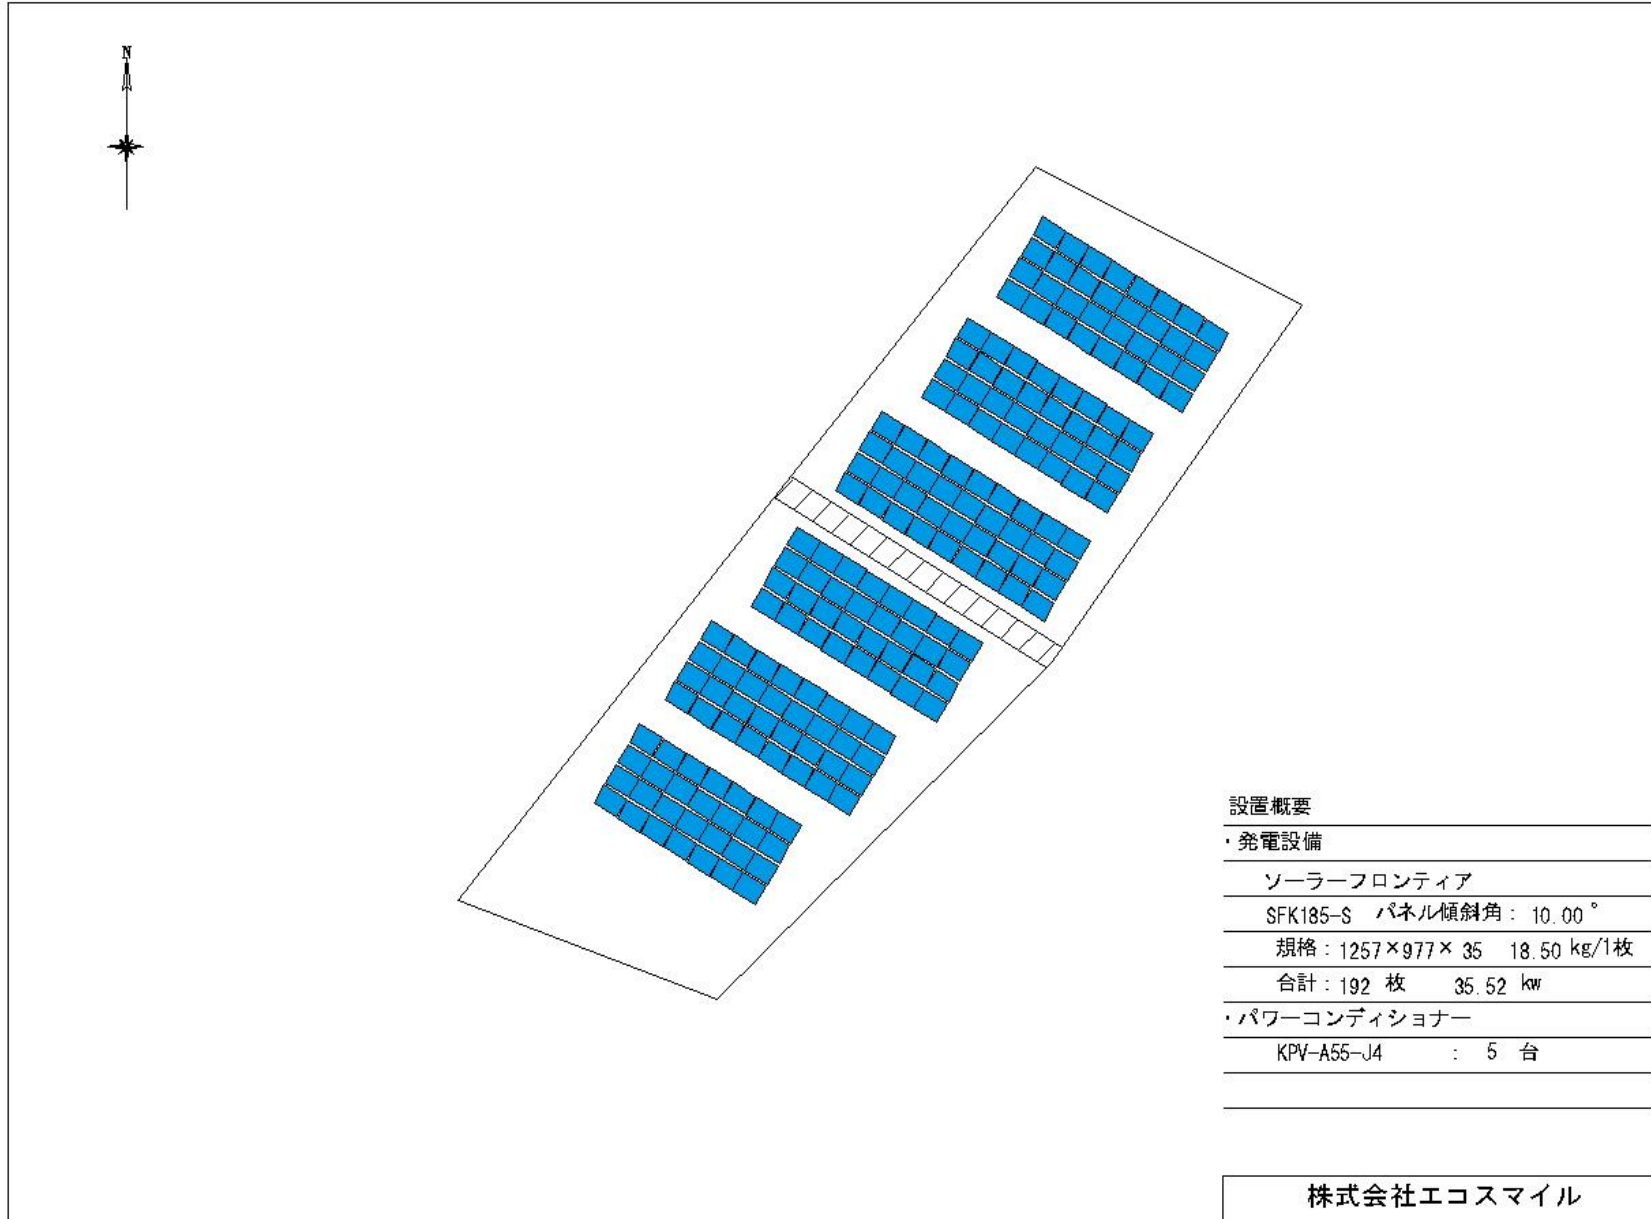 N
設置概要
・発電設備
ソーラーフロンティア
SFK185-S パネル傾斜角: 10.00°
規格: 1257×977× 35 18.50 kg/1枚
合計: 192 枚 35.52 kw
・パワーコンディショナー
KPV-A55-J4 : 5 台
株式会社エコスマイル